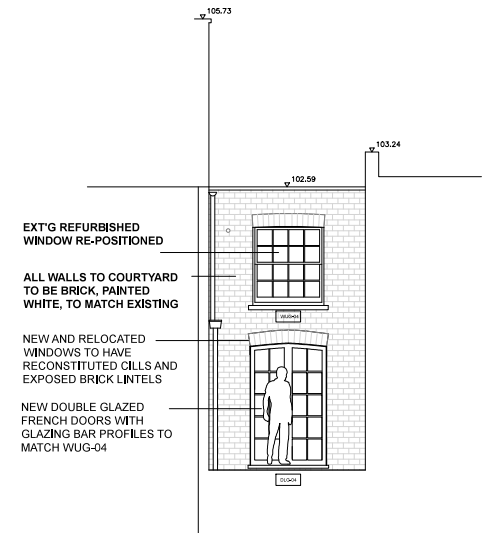 105.73
103.24
102.59
EXT'G REFURBISHED
WINDOW RE-POSITIONED
ALL WALLS TO COURTYARD
TO BE BRICK, PAINTED
WHITE, TO MATCH EXISTING
WUG-04
NEW AND RELOCATED
WINDOWS TO HAVE
RECONSTITUTED CILLS AND
EXPOSED BRICK LINTELS
NEW DOUBLE GLAZED
FRENCH DOORS WITH
GLAZING BAR PROFILES TO
MATCH WUG-04
DLG-04